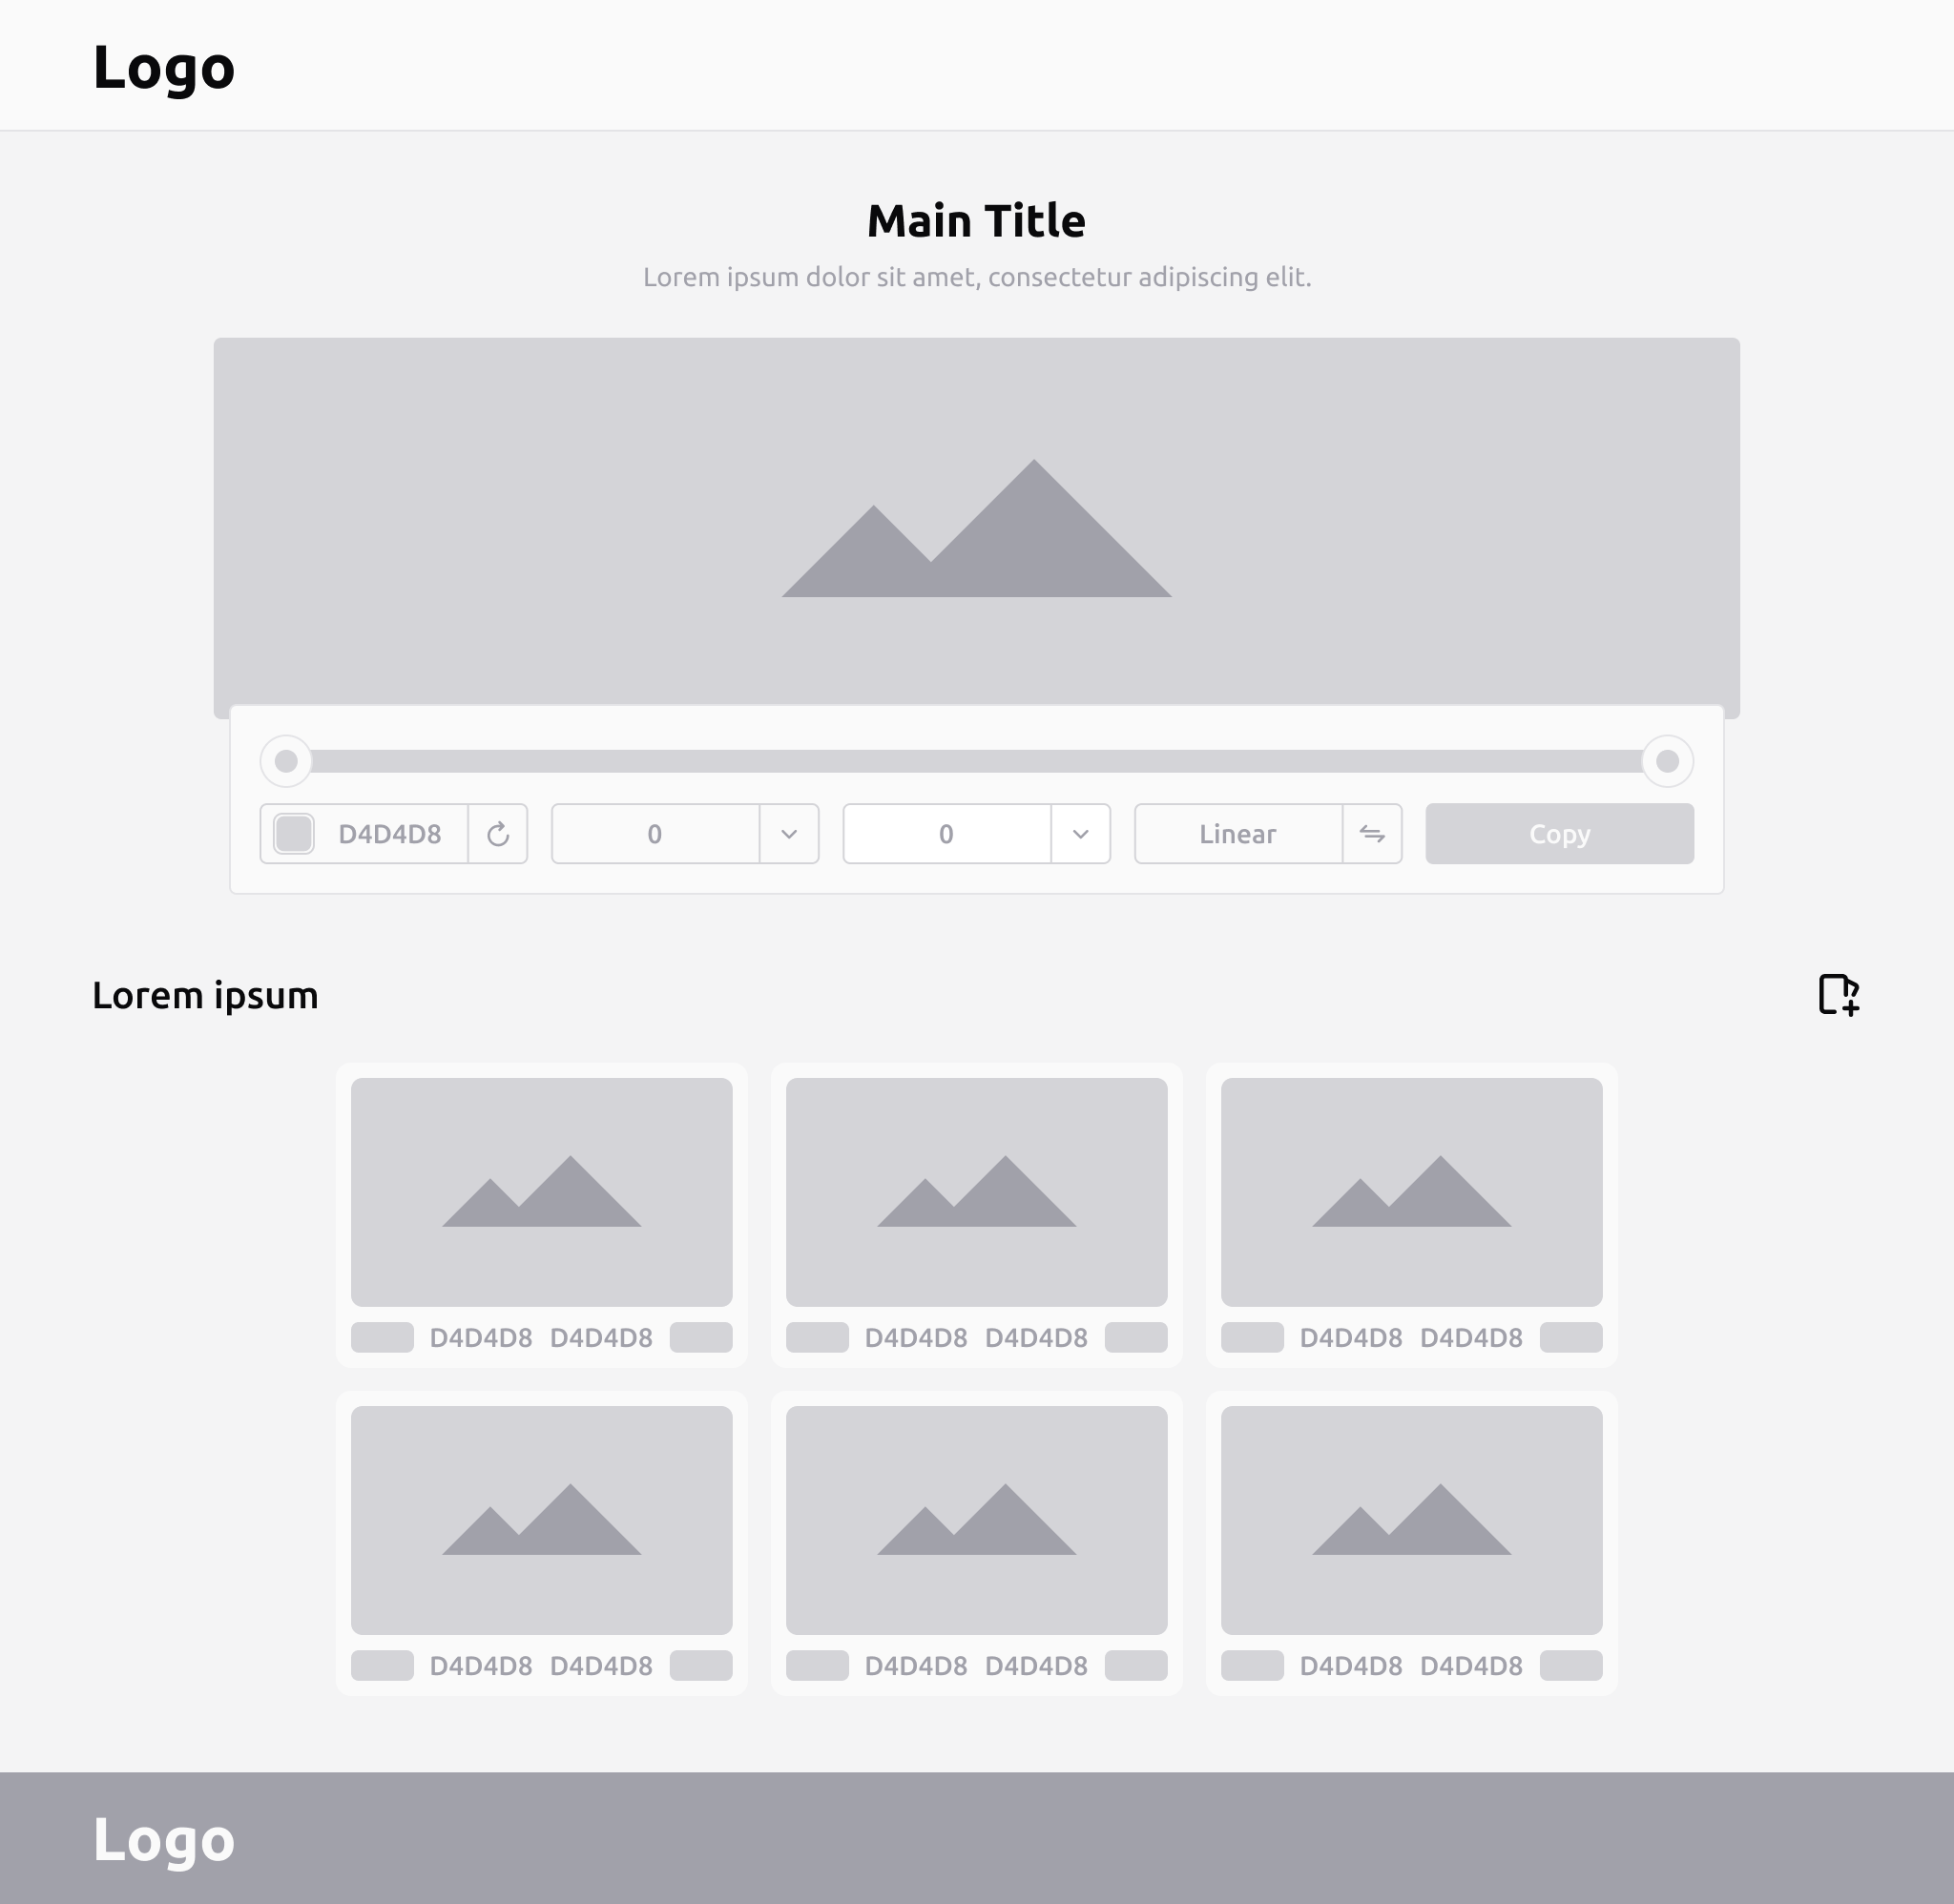 Logo
Main Title
Lorem ipsum dolor sit amet, consectetur adipiscing elit.
D4D4D8 0 0 Linear Copy
Lorem ipsum
D4D4D8 D4D4D8 D4D4D8 D4D4D8 D4D4D8 D4D4D8
D4D4D8 D4D4D8 D4D4D8 D4D4D8 D4D4D8 D4D4D8
Logo